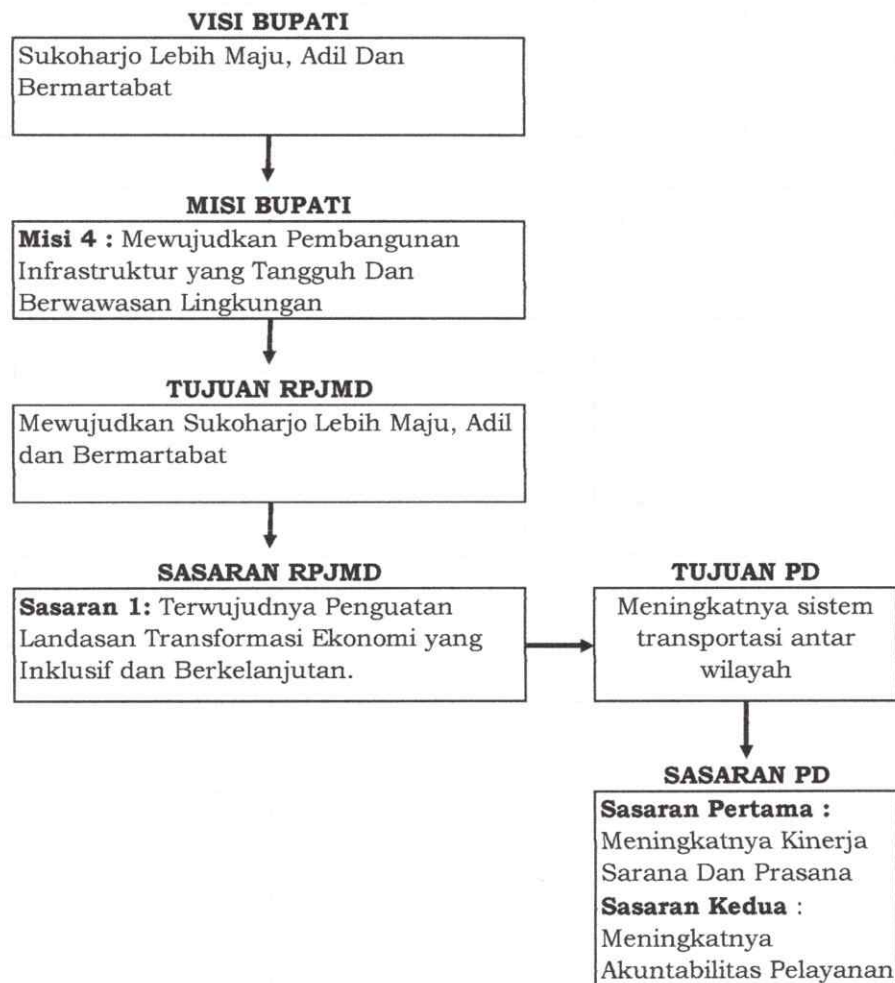 VISI BUPATI
Sukoharjo Lebih Maju, Adil Dan
Bermartabat
MISI BUPATI
Misi 4 : Mewujudkan Pembangunan
Infrastruktur yang Tangguh Dan
Berwawasan Lingkungan
TUJUAN RPJMD
Mewujudkan Sukoharjo Lebih Maju, Adil
dan Bermartabat
SASARAN RPJMD
Sasaran 1: Terwujudnya Penguatan
Landasan Transformasi Ekonomi yang
Inklusif dan Berkelanjutan.
TUJUAN PD
Meningkatnya sistem
transportasi antar
wilayah
SASARAN PD
Sasaran Pertama :
Meningkatnya Kinerja
Sarana Dan Prasana
Sasaran Kedua :
Meningkatnya
Akuntabilitas Pelayanan